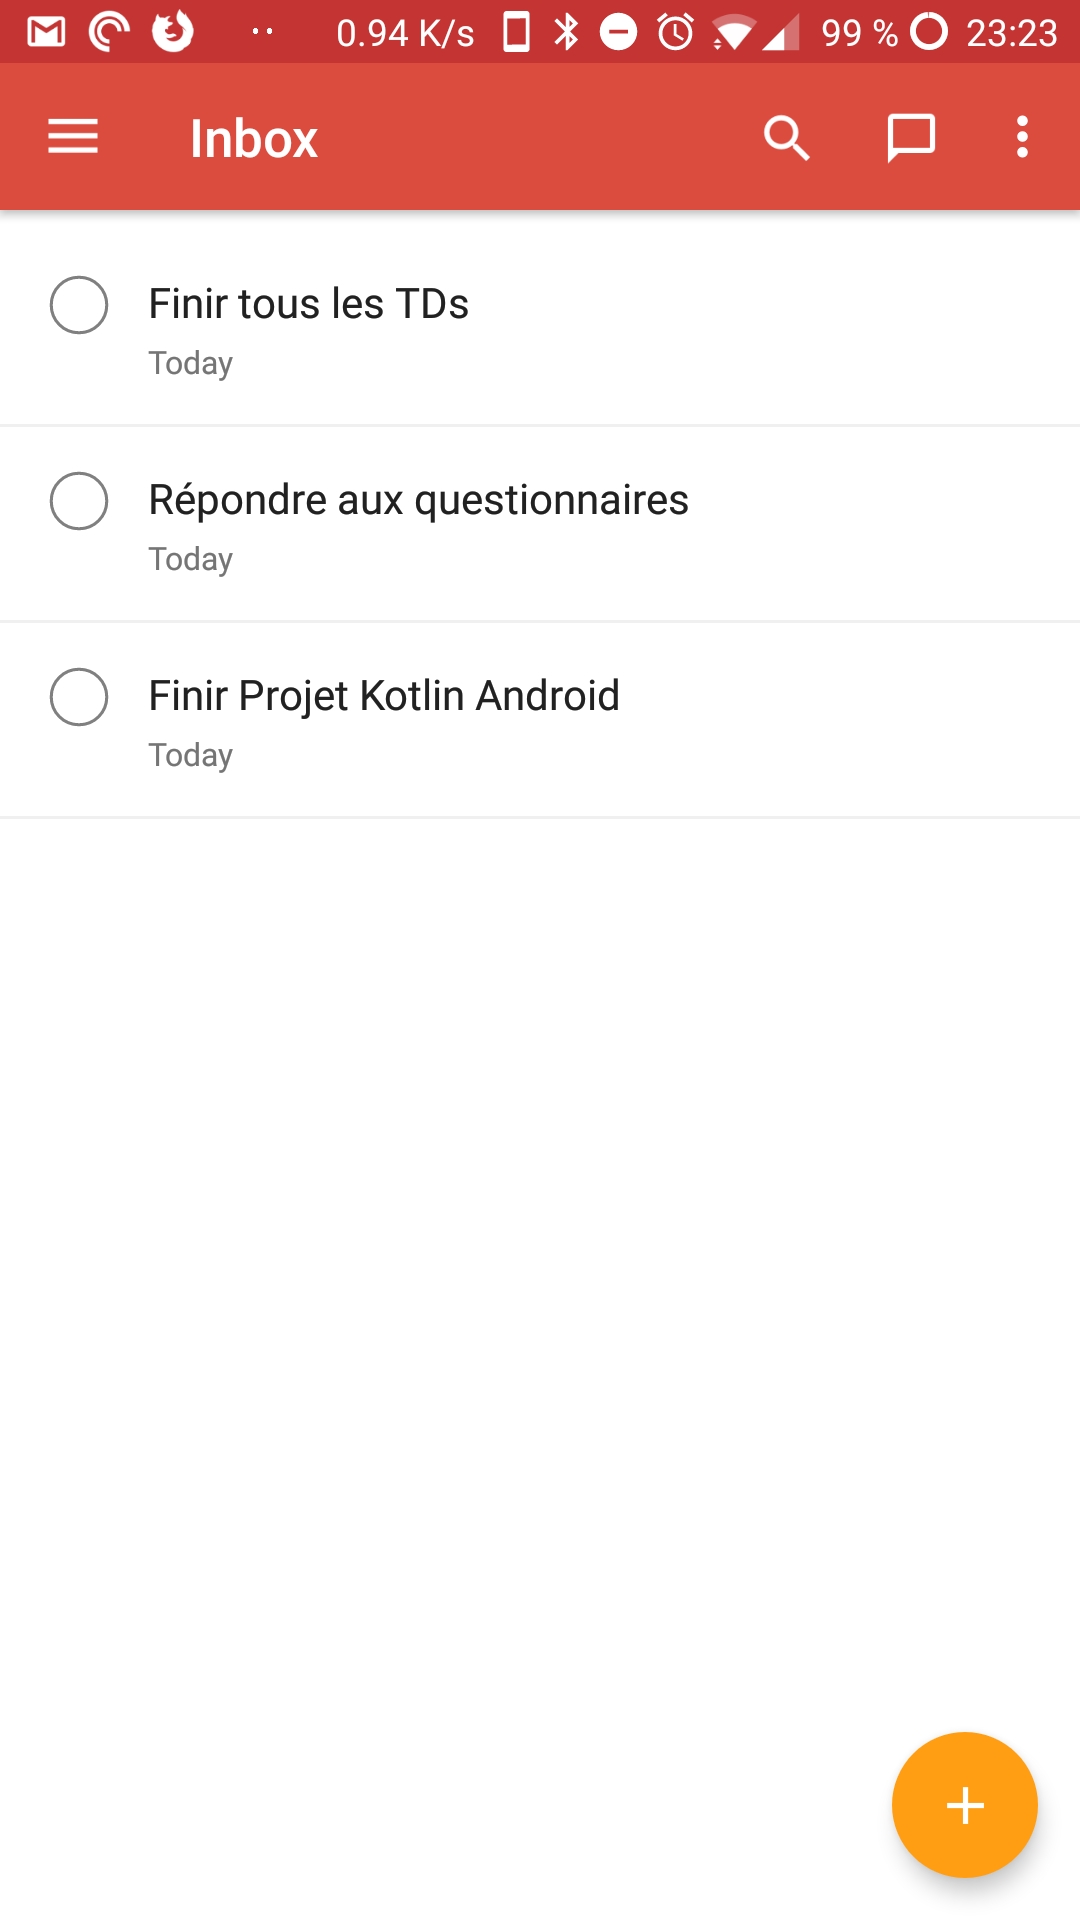 0.94 K/s 99 % 23:23
Inbox
Finir tous les TDs
Today
Répondre aux questionnaires
Today
Finir Projet Kotlin Android
Today